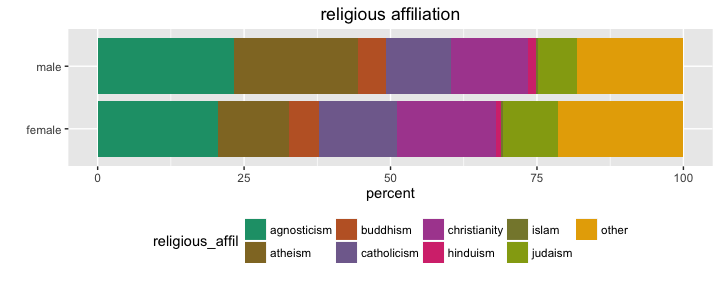 religious affiliation
male
female
0 25 50 75 100
percent
religious_affil
agnosticism buddhism christianity islam other
atheism catholicism hinduism judaism